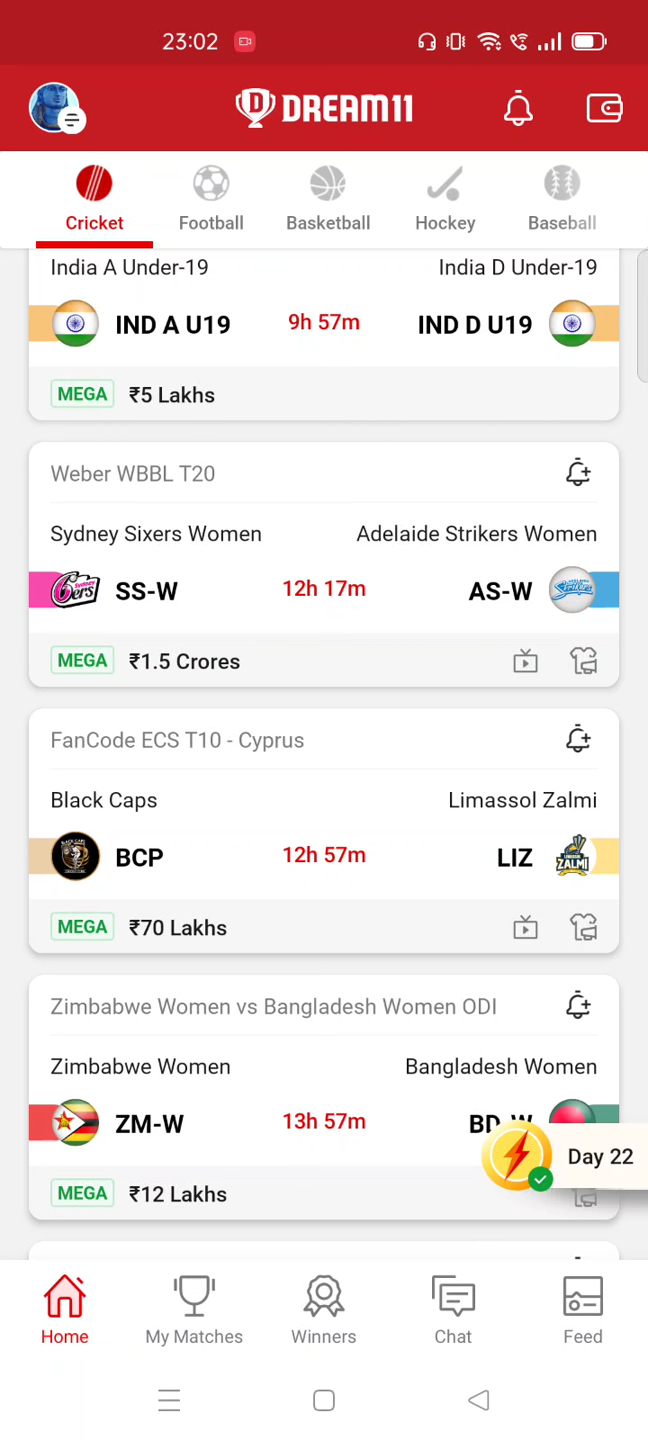 23:02
DREAM11
Cricket Football Basketball Hockey Baseball
India A Under-19 India D Under-19
IND A U19 9h 57m IND D U19
MEGA ₹5 Lakhs
Weber WBBL T20
Sydney Sixers Women Adelaide Strikers Women
SS-W 12h 17m AS-W
MEGA ₹1.5 Crores
FanCode ECS T10 - Cyprus
Black Caps Limassol Zalmi
BCP 12h 57m LIZ
MEGA ₹70 Lakhs
Zimbabwe Women vs Bangladesh Women ODI
Zimbabwe Women Bangladesh Women
ZM-W 13h 57m BD-W
Day 22
MEGA ₹12 Lakhs
Home My Matches Winners Chat Feed